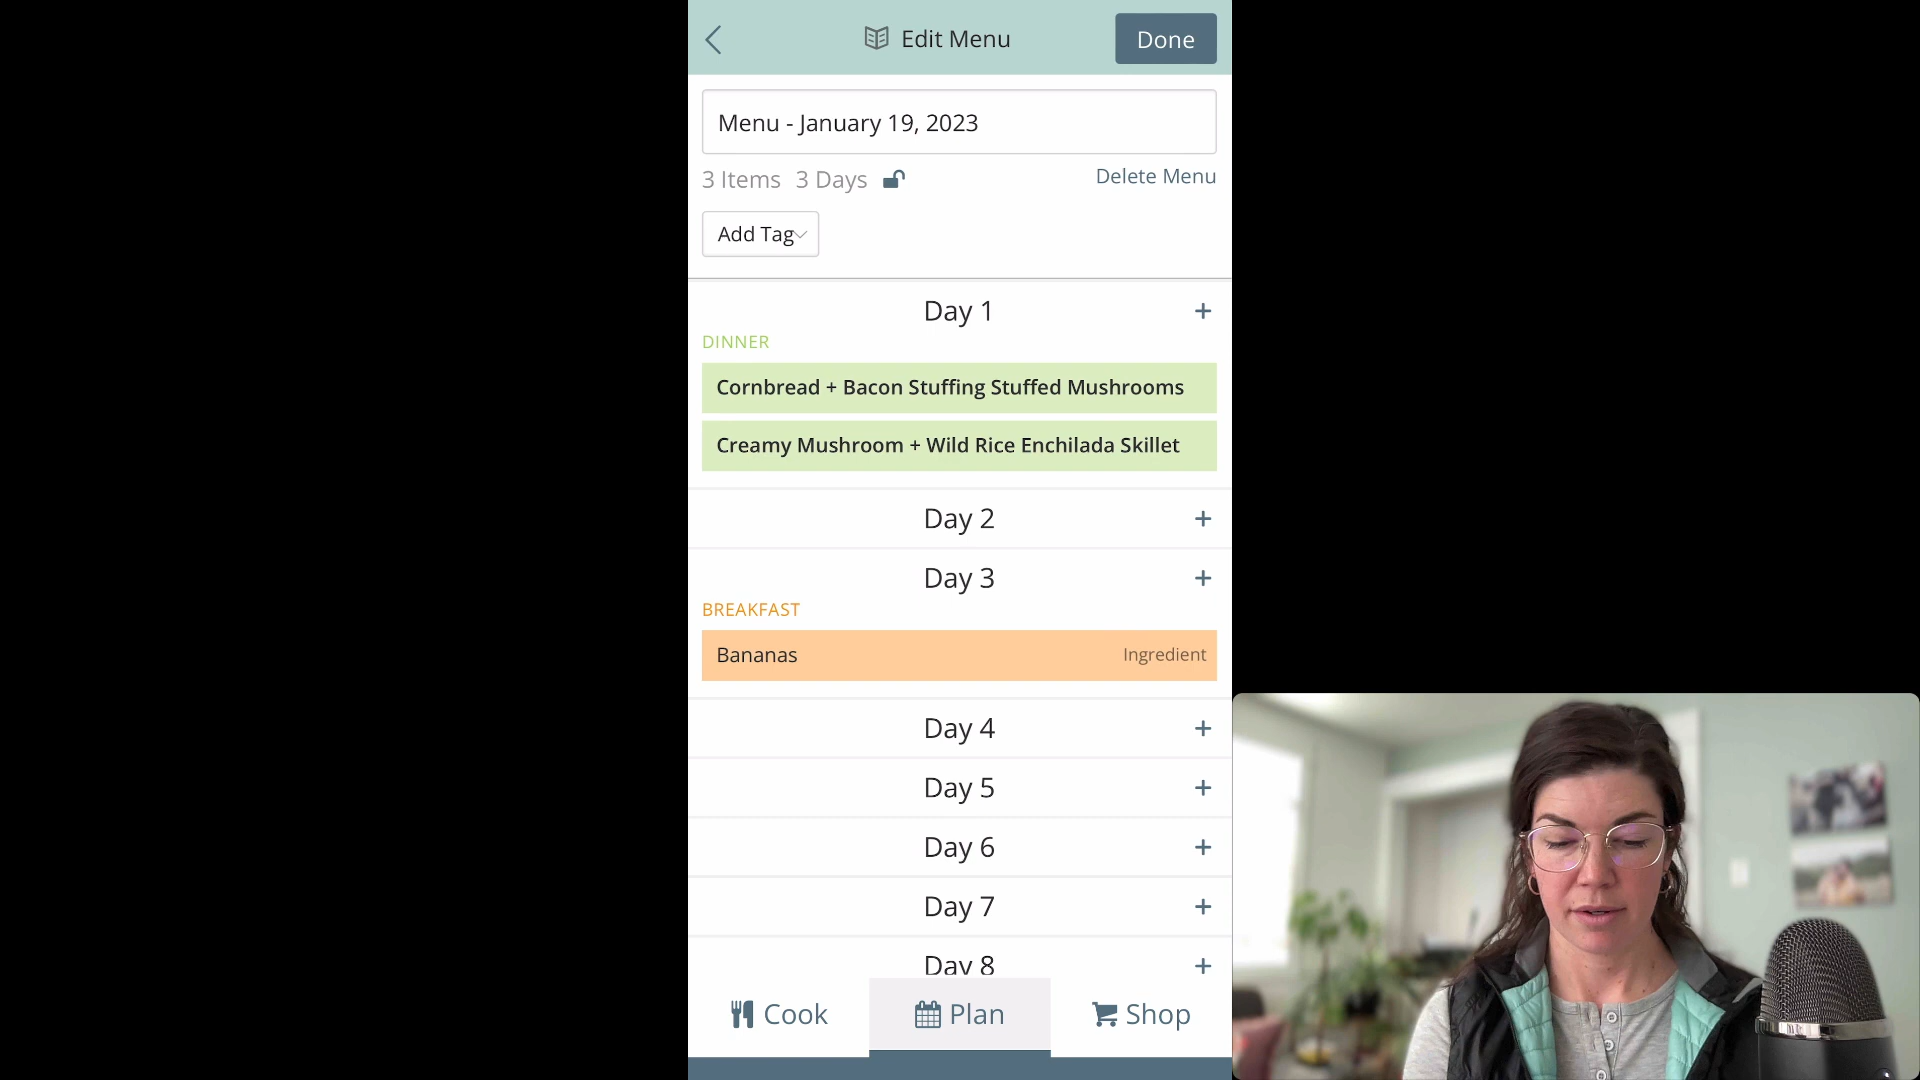 Edit Menu
Done
Menu - January 19, 2023
3 Items 3 Days
Delete Menu
Add Tag
Day 1
DINNER
Cornbread + Bacon Stuffing Stuffed Mushrooms
Creamy Mushroom + Wild Rice Enchilada Skillet
Day 2
Day 3
BREAKFAST
Bananas Ingredient
Day 4
Day 5
Day 6
Day 7
Day 8
Cook
Plan
Shop